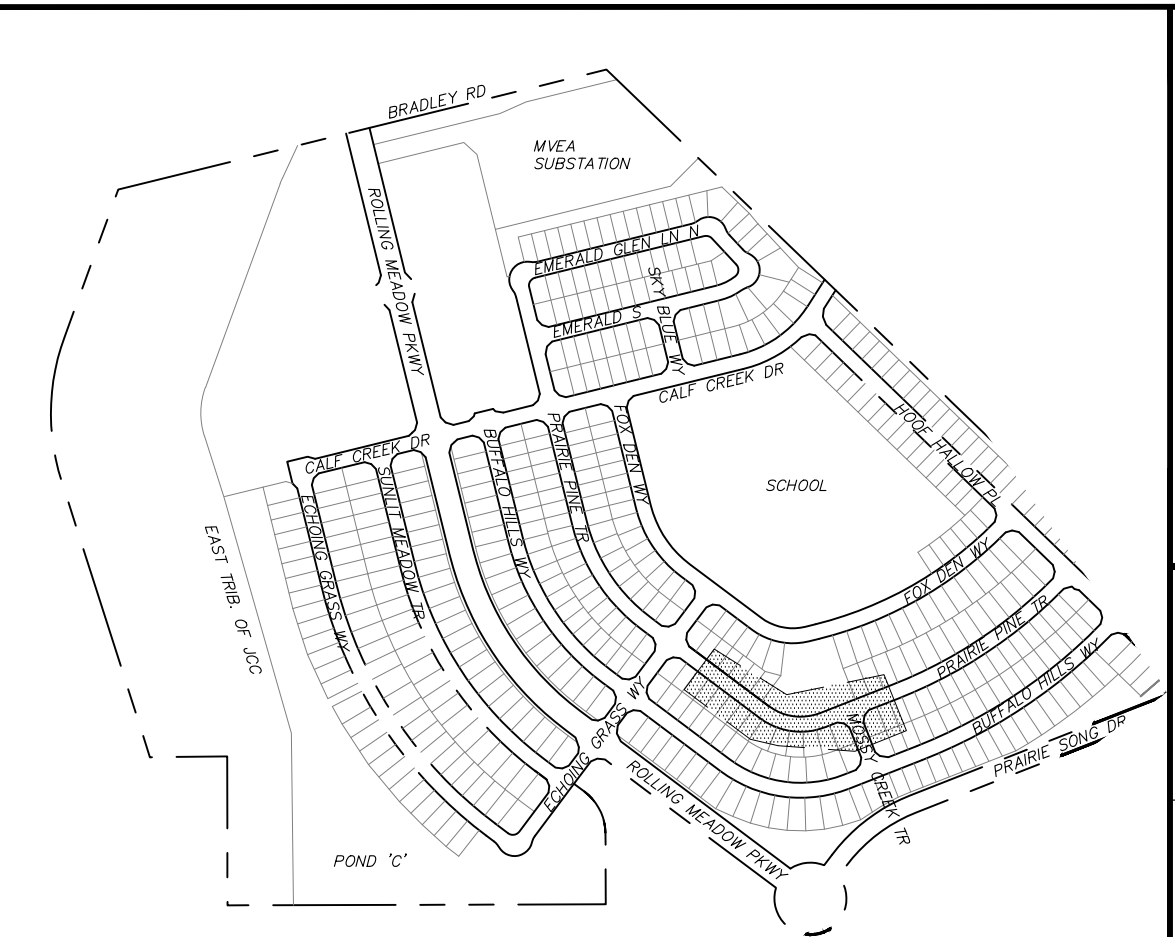 BRADLEY RD
MVEA
SUBSTATION
ROLLING MEADOW PKWY
EMERALD GLEN LN N
SKY BLUE WY
EMERALD S
CALF CREEK DR
HOOF HALLOW PL
CALF CREEK DR
BUFFALO HILLS WY
PRAIRIE PINE TR
FOX DEN WY
SCHOOL
SUNLIT MEADOW TR
ECHOING GRASS WY
EAST TRIB. OF JCC
FOX DEN WY
PRAIRIE PINE TR
BUFFALO HILLS WY
PRAIRIE SONG DR
MOSSY CREEK TR
ECHOING GRASS WY
ROLLING MEADOW PKWY
POND 'C'